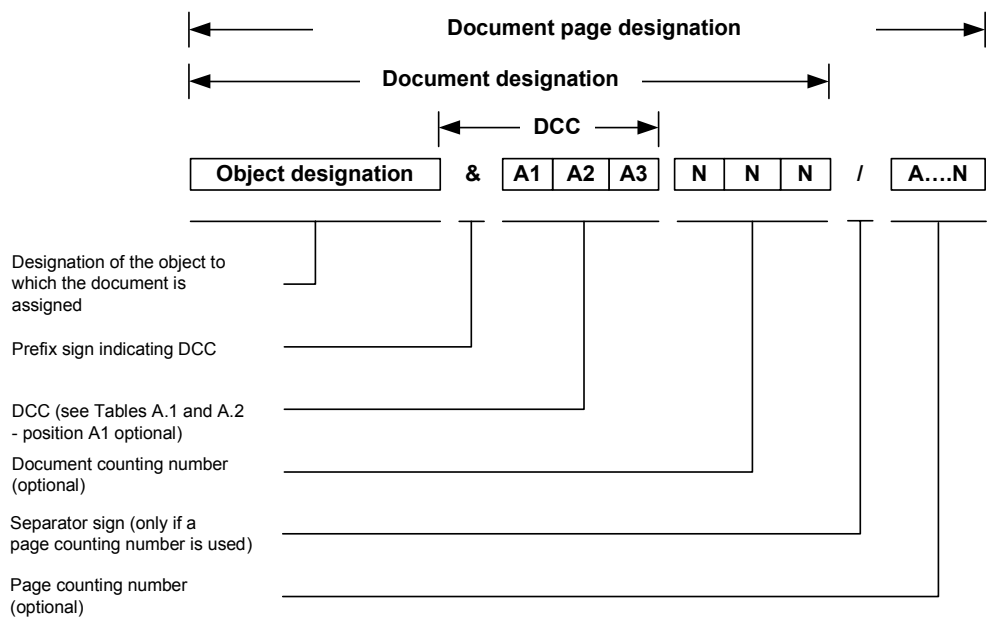 Document page designation
Document designation
DCC
Object designation & A1 A2 A3 N N N / A....N
Designation of the object to
which the document is
assigned
Prefix sign indicating DCC
DCC (see Tables A.1 and A.2
- position A1 optional)
Document counting number
(optional)
Separator sign (only if a
page counting number is used)
Page counting number
(optional)